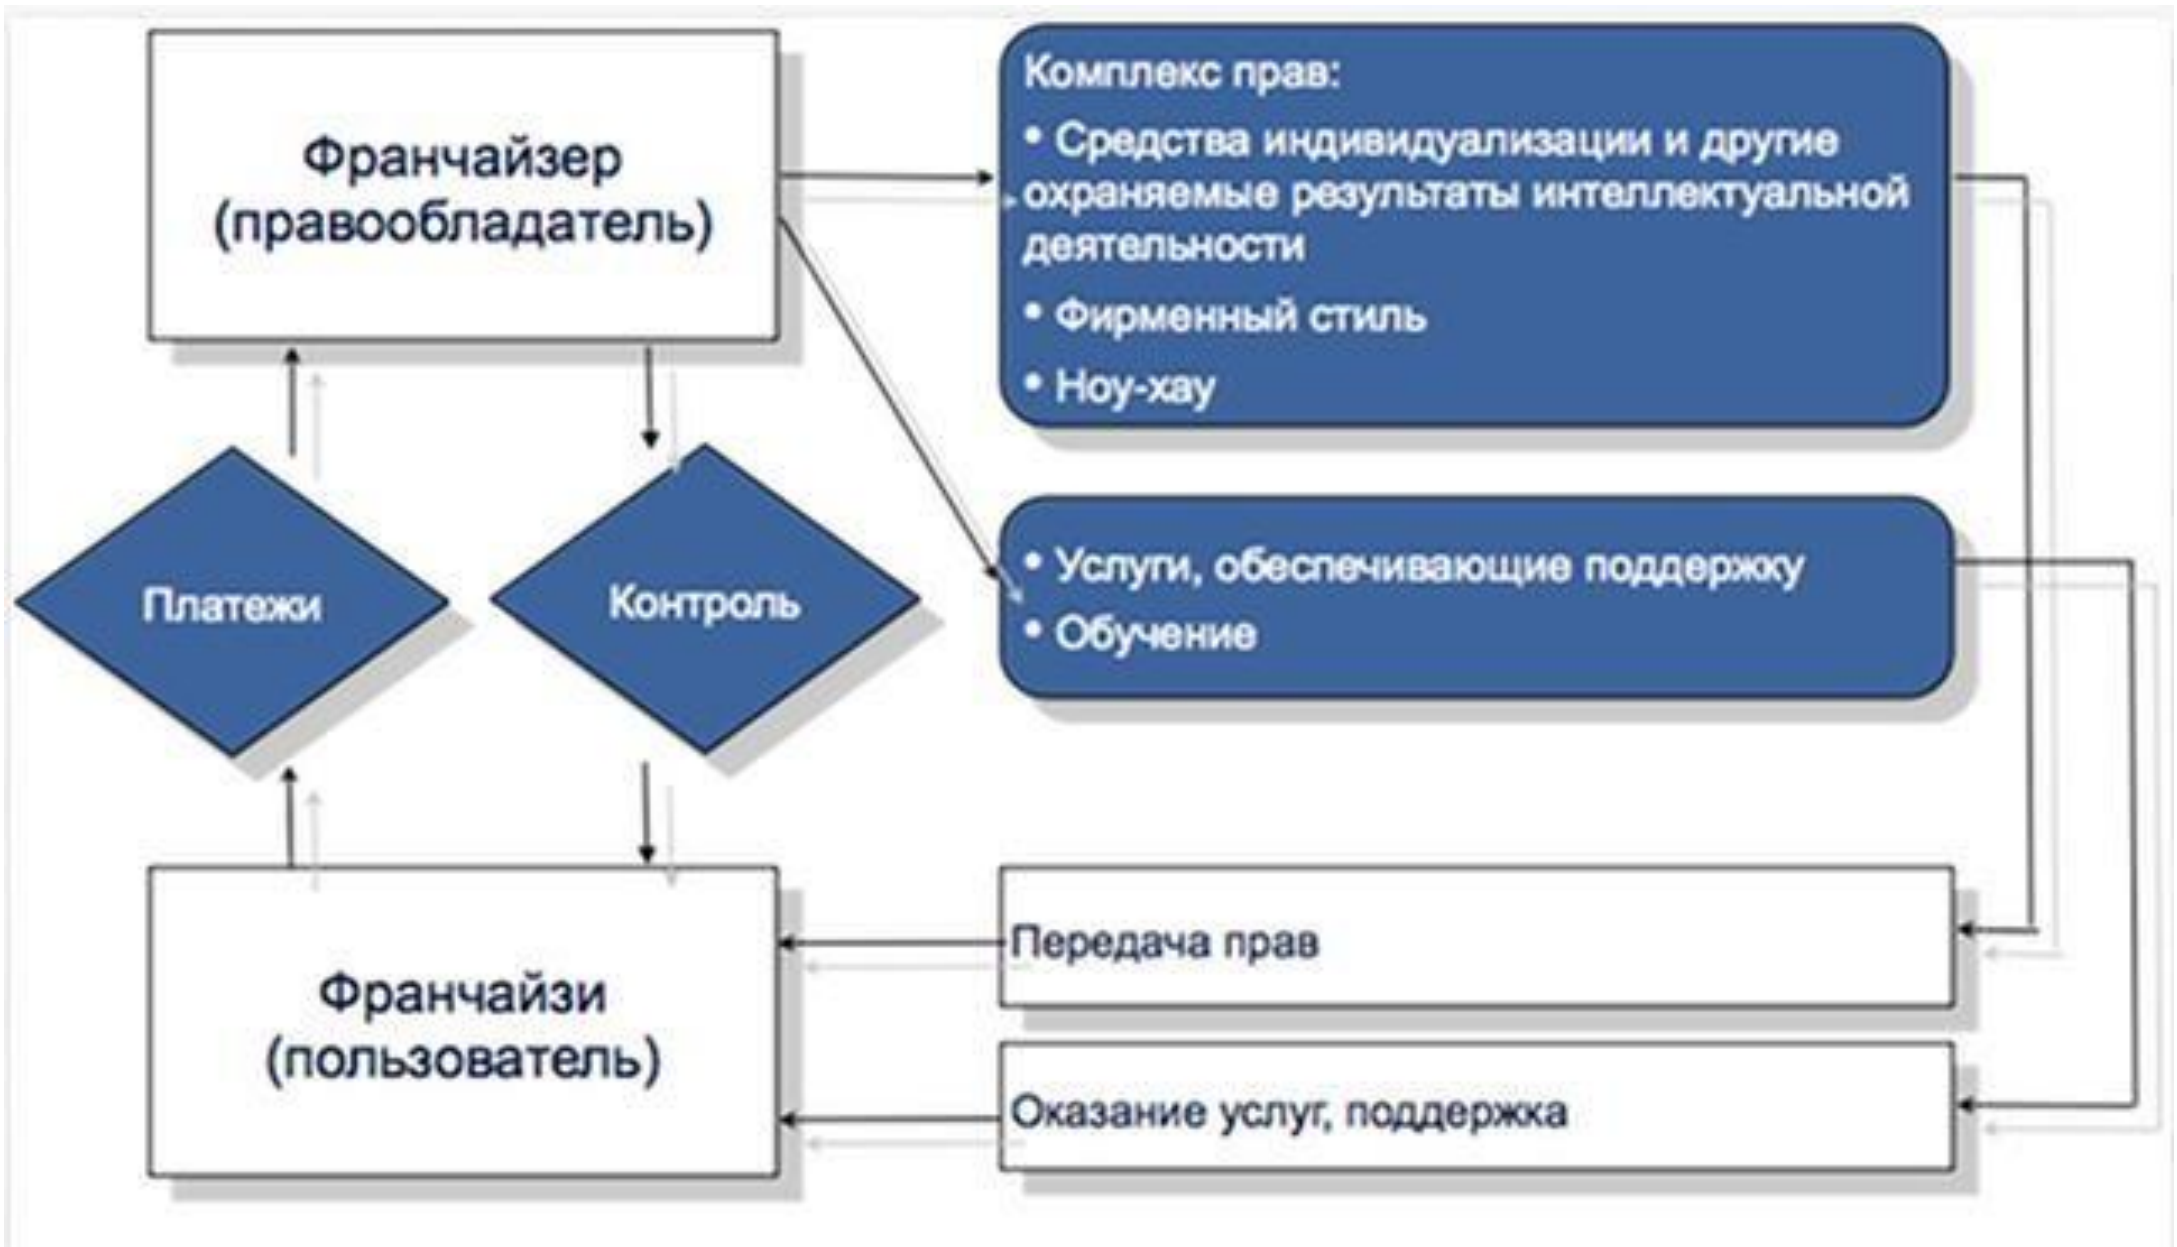 Франчайзер
(правообладатель)
Комплекс прав:
• Средства индивидуализации и другие
охраняемые результаты интеллектуальной
деятельности
• Фирменный стиль
• Ноу-хау
Платежи
Контроль
• Услуги, обеспечивающие поддержку
• Обучение
Франчайзи
(пользователь)
Передача прав
Оказание услуг, поддержка